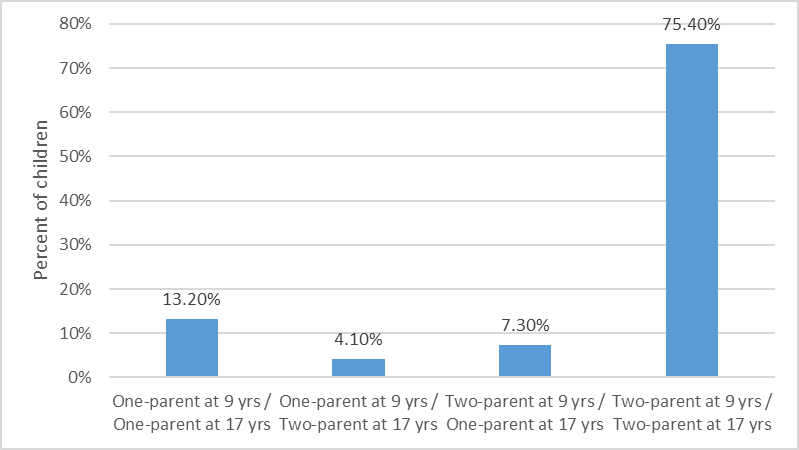 80%
70%
60%
50%
40%
30%
20%
10%
0%
Percent of children
13.20%
4.10%
7.30%
75.40%
One-parent at 9 yrs /
One-parent at 17 yrs
One-parent at 9 yrs /
Two-parent at 17 yrs
Two-parent at 9 yrs /
One-parent at 17 yrs
Two-parent at 9 yrs /
Two-parent at 17 yrs